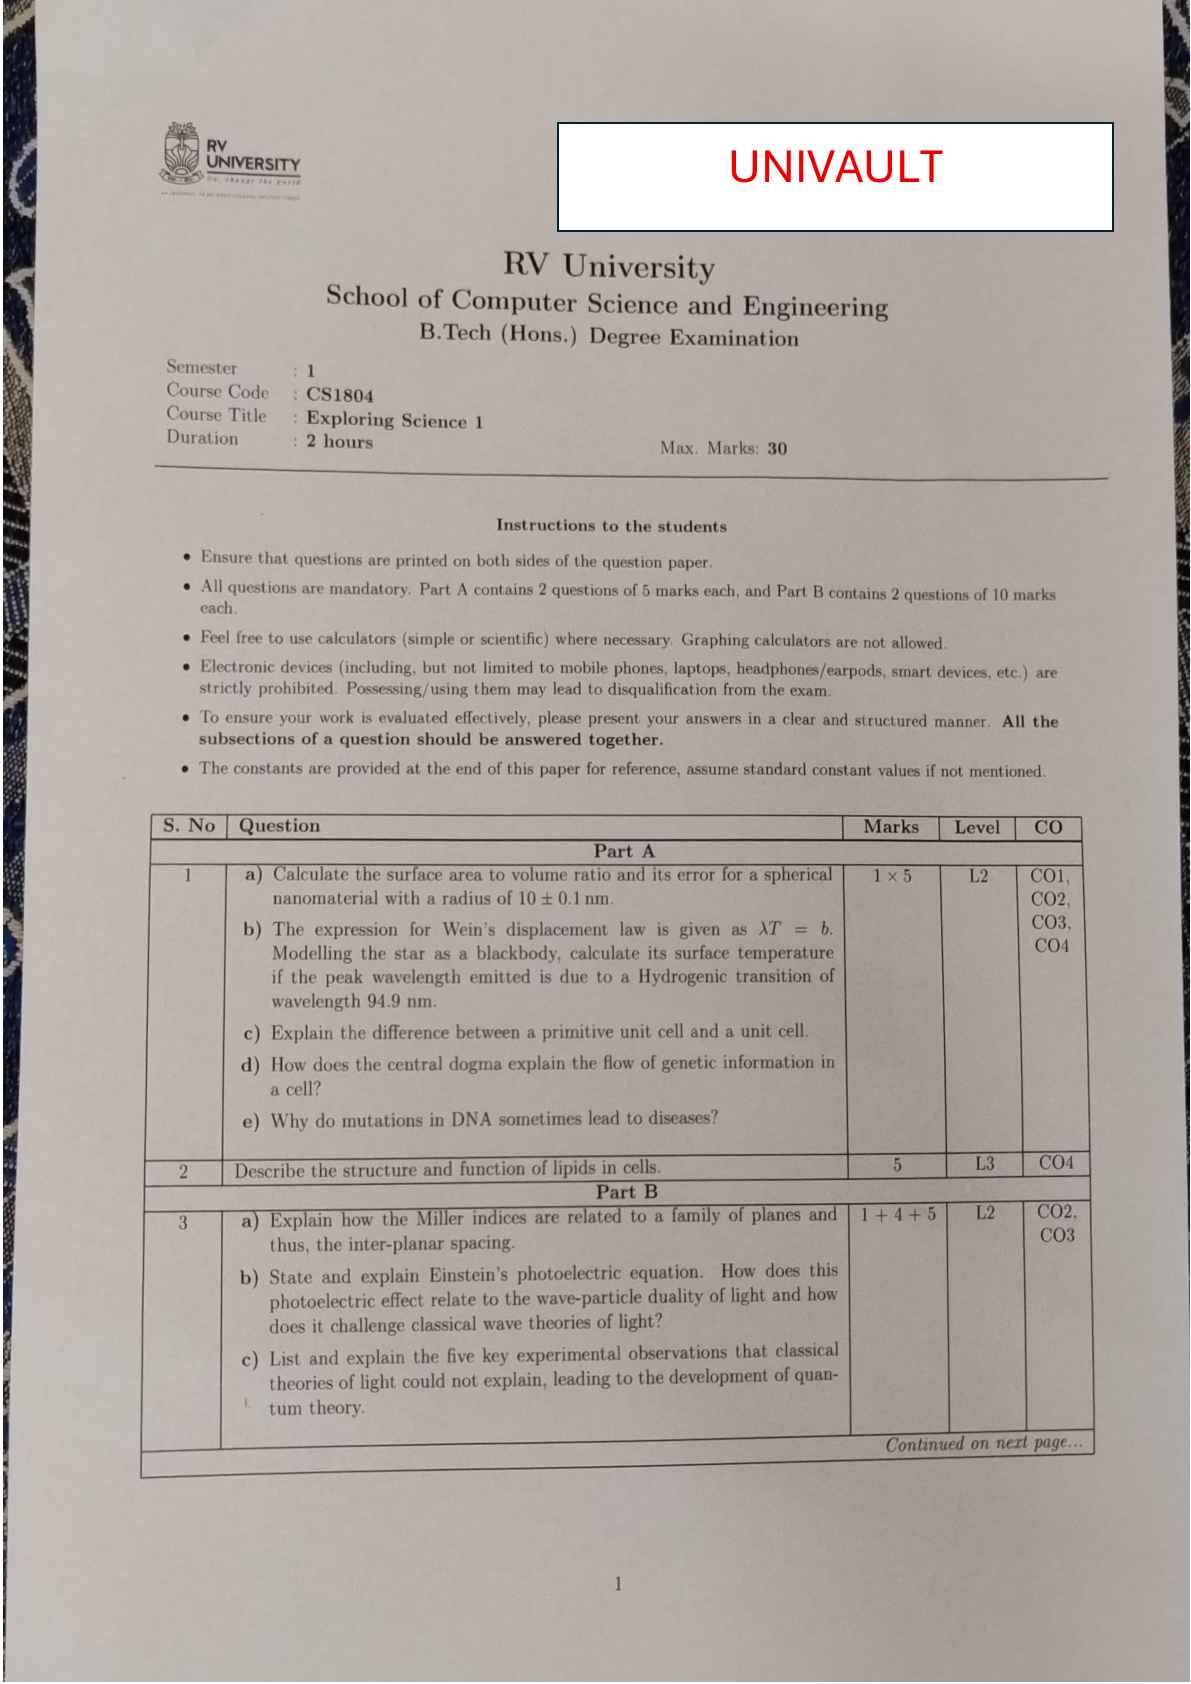 RV
UNIVERSITY
Go, change the world
UNIVAULT
RV University
School of Computer Science and Engineering
B.Tech (Hons.) Degree Examination
Semester : 1
Course Code : CS1804
Course Title : Exploring Science 1
Duration : 2 hours Max. Marks: 30
Instructions to the students
• Ensure that questions are printed on both sides of the question paper.
• All questions are mandatory. Part A contains 2 questions of 5 marks each, and Part B contains 2 questions of 10 marks
each.
• Feel free to use calculators (simple or scientific) where necessary. Graphing calculators are not allowed.
• Electronic devices (including, but not limited to mobile phones, laptops, headphones/earpods, smart devices, etc.) are
strictly prohibited. Possessing/using them may lead to disqualification from the exam.
• To ensure your work is evaluated effectively, please present your answers in a clear and structured manner. All the
subsections of a question should be answered together.
• The constants are provided at the end of this paper for reference, assume standard constant values if not mentioned.
S. No Question Marks Level CO
Part A
1 a) Calculate the surface area to volume ratio and its error for a spherical 1 × 5 L2 CO1,
nanomaterial with a radius of 10 ± 0.1 nm. CO2,
b) The expression for Wein's displacement law is given as λT = b. CO3,
Modelling the star as a blackbody, calculate its surface temperature CO4
if the peak wavelength emitted is due to a Hydrogenic transition of
wavelength 94.9 nm.
c) Explain the difference between a primitive unit cell and a unit cell.
d) How does the central dogma explain the flow of genetic information in
a cell?
e) Why do mutations in DNA sometimes lead to diseases?
2 Describe the structure and function of lipids in cells. 5 L3 CO4
Part B
3 a) Explain how the Miller indices are related to a family of planes and 1 + 4 + 5 L2 CO2,
thus, the inter-planar spacing. CO3
b) State and explain Einstein's photoelectric equation. How does this
photoelectric effect relate to the wave-particle duality of light and how
does it challenge classical wave theories of light?
c) List and explain the five key experimental observations that classical
theories of light could not explain, leading to the development of quan-
tum theory.
Continued on next page...
1